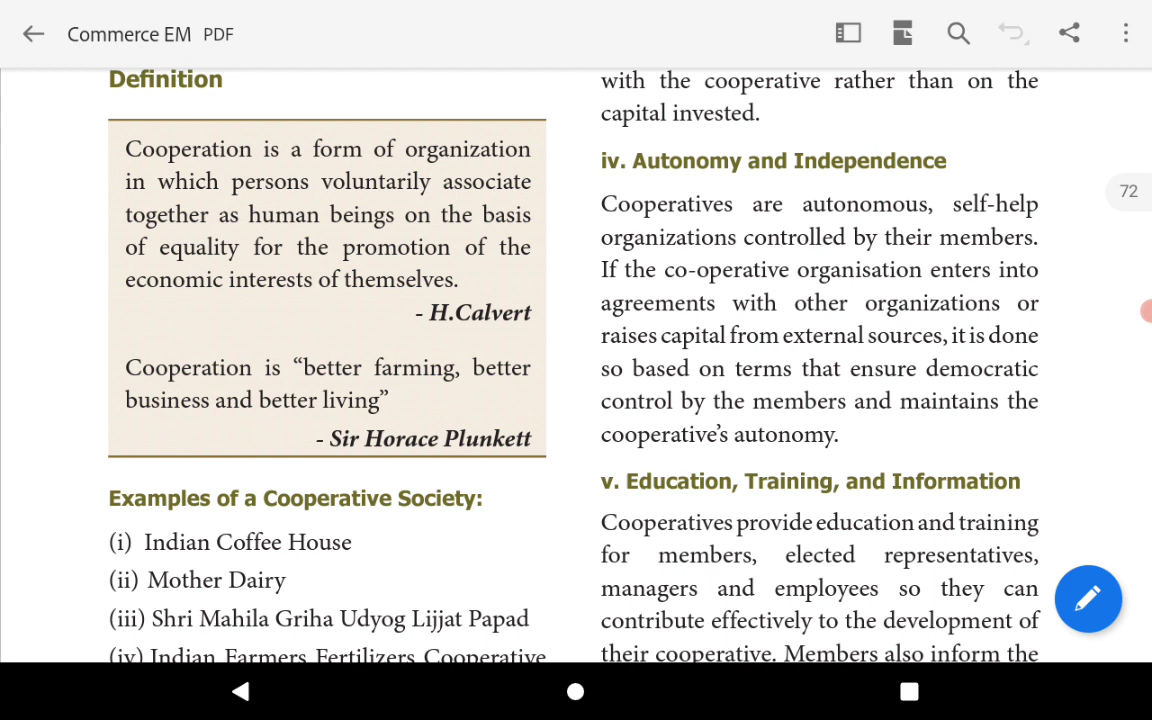 Commerce EM PDF
Definition
Cooperation is a form of organization
in which persons voluntarily associate
together as human beings on the basis
of equality for the promotion of the
economic interests of themselves.
- H.Calvert
Cooperation is “better farming, better
business and better living”
- Sir Horace Plunkett
Examples of a Cooperative Society:
(i) Indian Coffee House
(ii) Mother Dairy
(iii) Shri Mahila Griha Udyog Lijjat Papad
(iv) Indian Farmers Fertilizers Cooperative
with the cooperative rather than on the
capital invested.
iv. Autonomy and Independence
Cooperatives are autonomous, self-help
organizations controlled by their members.
If the co-operative organisation enters into
agreements with other organizations or
raises capital from external sources, it is done
so based on terms that ensure democratic
control by the members and maintains the
cooperative’s autonomy.
v. Education, Training, and Information
Cooperatives provide education and training
for members, elected representatives,
managers and employees so they can
contribute effectively to the development of
their cooperative. Members also inform the
72